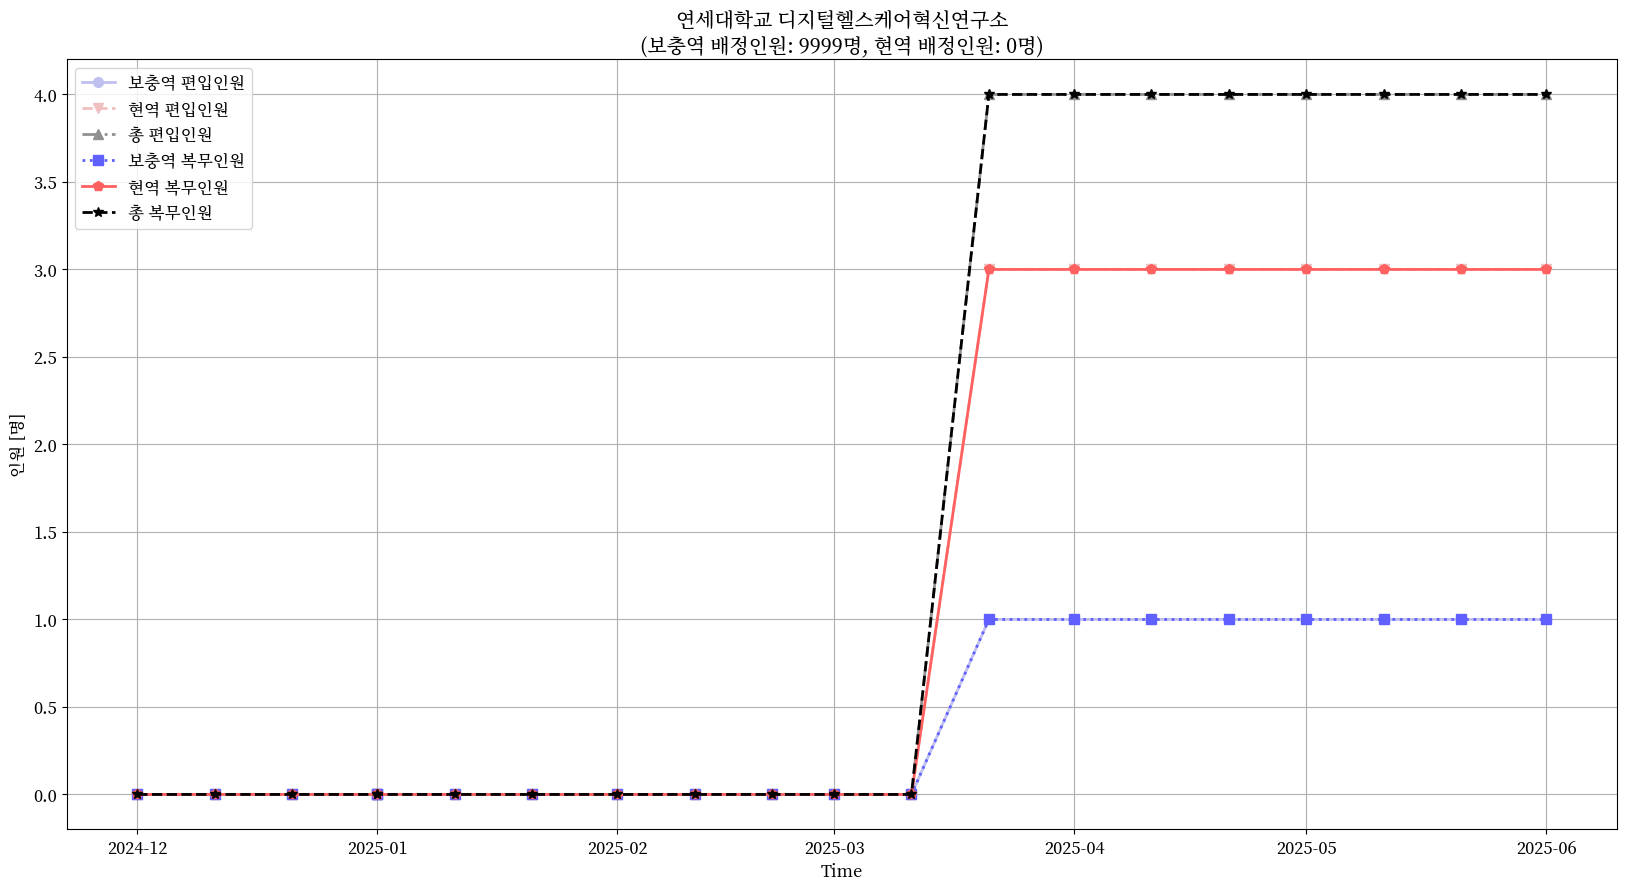 연세대학교 디지털헬스케어혁신연구소
(보충역 배정인원: 9999명, 현역 배정인원: 0명)
보충역 편입인원
현역 편입인원
총 편입인원
보충역 복무인원
현역 복무인원
총 복무인원
4.0
3.5
3.0
2.5
2.0
1.5
1.0
0.5
0.0
인원 [명]
2024-12 2025-01 2025-02 2025-03 2025-04 2025-05 2025-06
Time